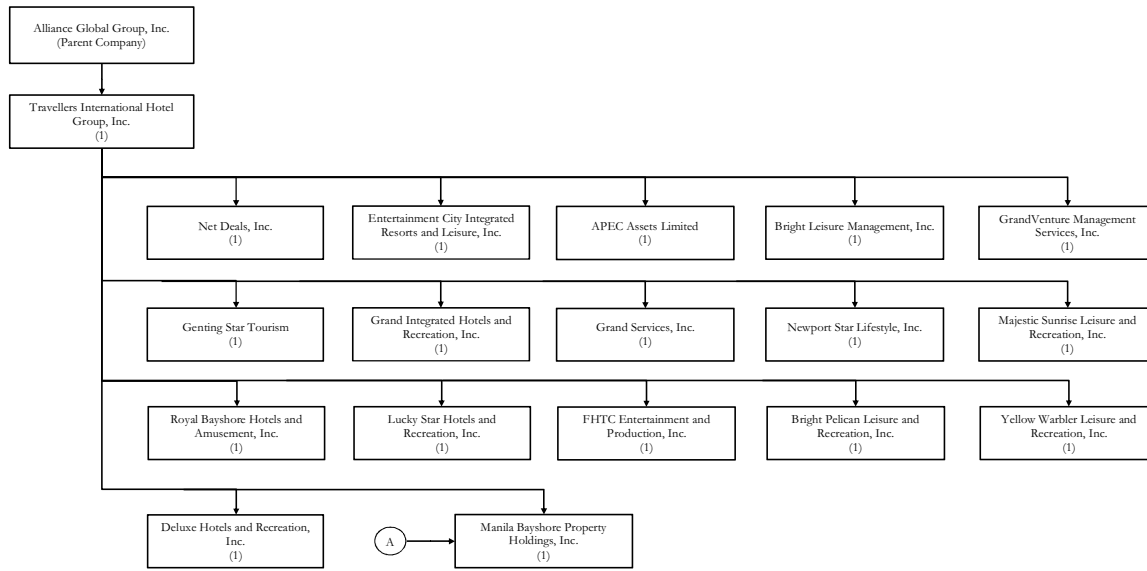 Alliance Global Group, Inc.
(Parent Company)
Travellers International Hotel
Group, Inc.
(1)
Net Deals, Inc.
(1)
Entertainment City Integrated
Resorts and Leisure, Inc.
(1)
APEC Assets Limited
(1)
Bright Leisure Management, Inc.
(1)
GrandVenture Management
Services, Inc.
(1)
Genting Star Tourism
(1)
Grand Integrated Hotels and
Recreation, Inc.
(1)
Grand Services, Inc.
(1)
Newport Star Lifestyle, Inc.
(1)
Majestic Sunrise Leisure and
Recreation, Inc.
(1)
Royal Bayshore Hotels and
Amusement, Inc.
(1)
Lucky Star Hotels and
Recreation, Inc.
(1)
FHTC Entertainment and
Production, Inc.
(1)
Bright Pelican Leisure and
Recreation, Inc.
(1)
Yellow Warbler Leisure and
Recreation, Inc.
(1)
Deluxe Hotels and Recreation,
Inc.
(1)
A
Manila Bayshore Property
Holdings, Inc.
(1)